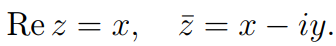 Re z = x, z̄ = x − iy.